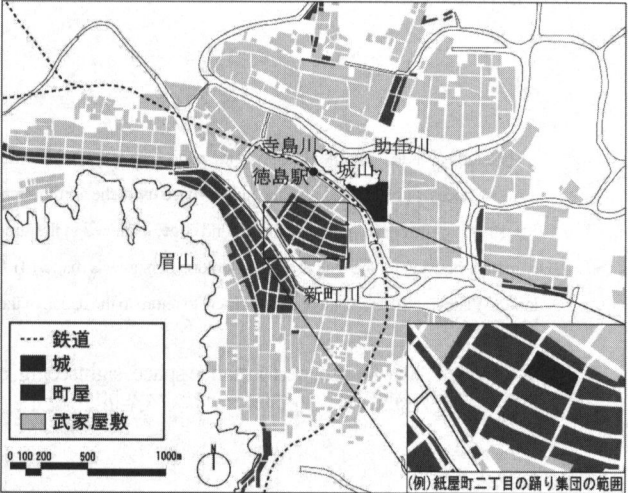 寺島川
助任川
城山
徳島駅
眉山
新町川
鉄道
城
町屋
武家屋敷
0 100 200 500 1000m
N
(例)紙屋町二丁目の踊り集団の範囲